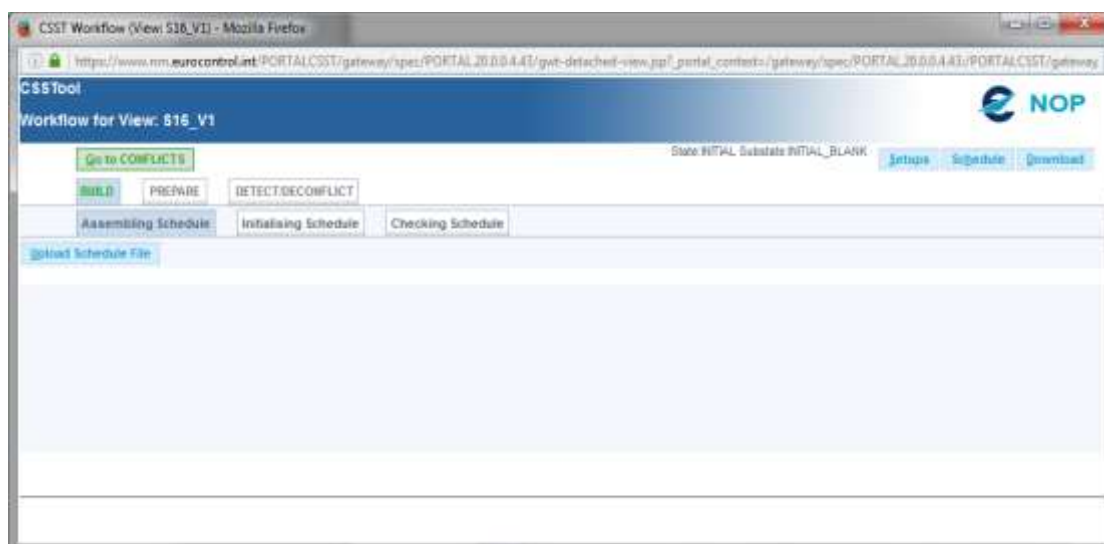 CSST Workflow (View: S16_V1) - Mozilla Firefox
https://www.nm.eurocontrol.int/PORTALCSST/gateway/spec/PORTAL.20.0.0.4.43/gwt-detached-view.jsp?_portal_context=/gateway/spec/PORTAL.20.0.0.4.43:/PORTALCSST/gateway
CSSTool
NOP
Workflow for View: S16_V1
Go to CONFLICTS
State:INITIAL Substate:INITIAL_BLANK
Setups Schedule Download
BUILD PREPARE DETECT/DECONFLICT
Assembling Schedule Initialising Schedule Checking Schedule
Upload Schedule File